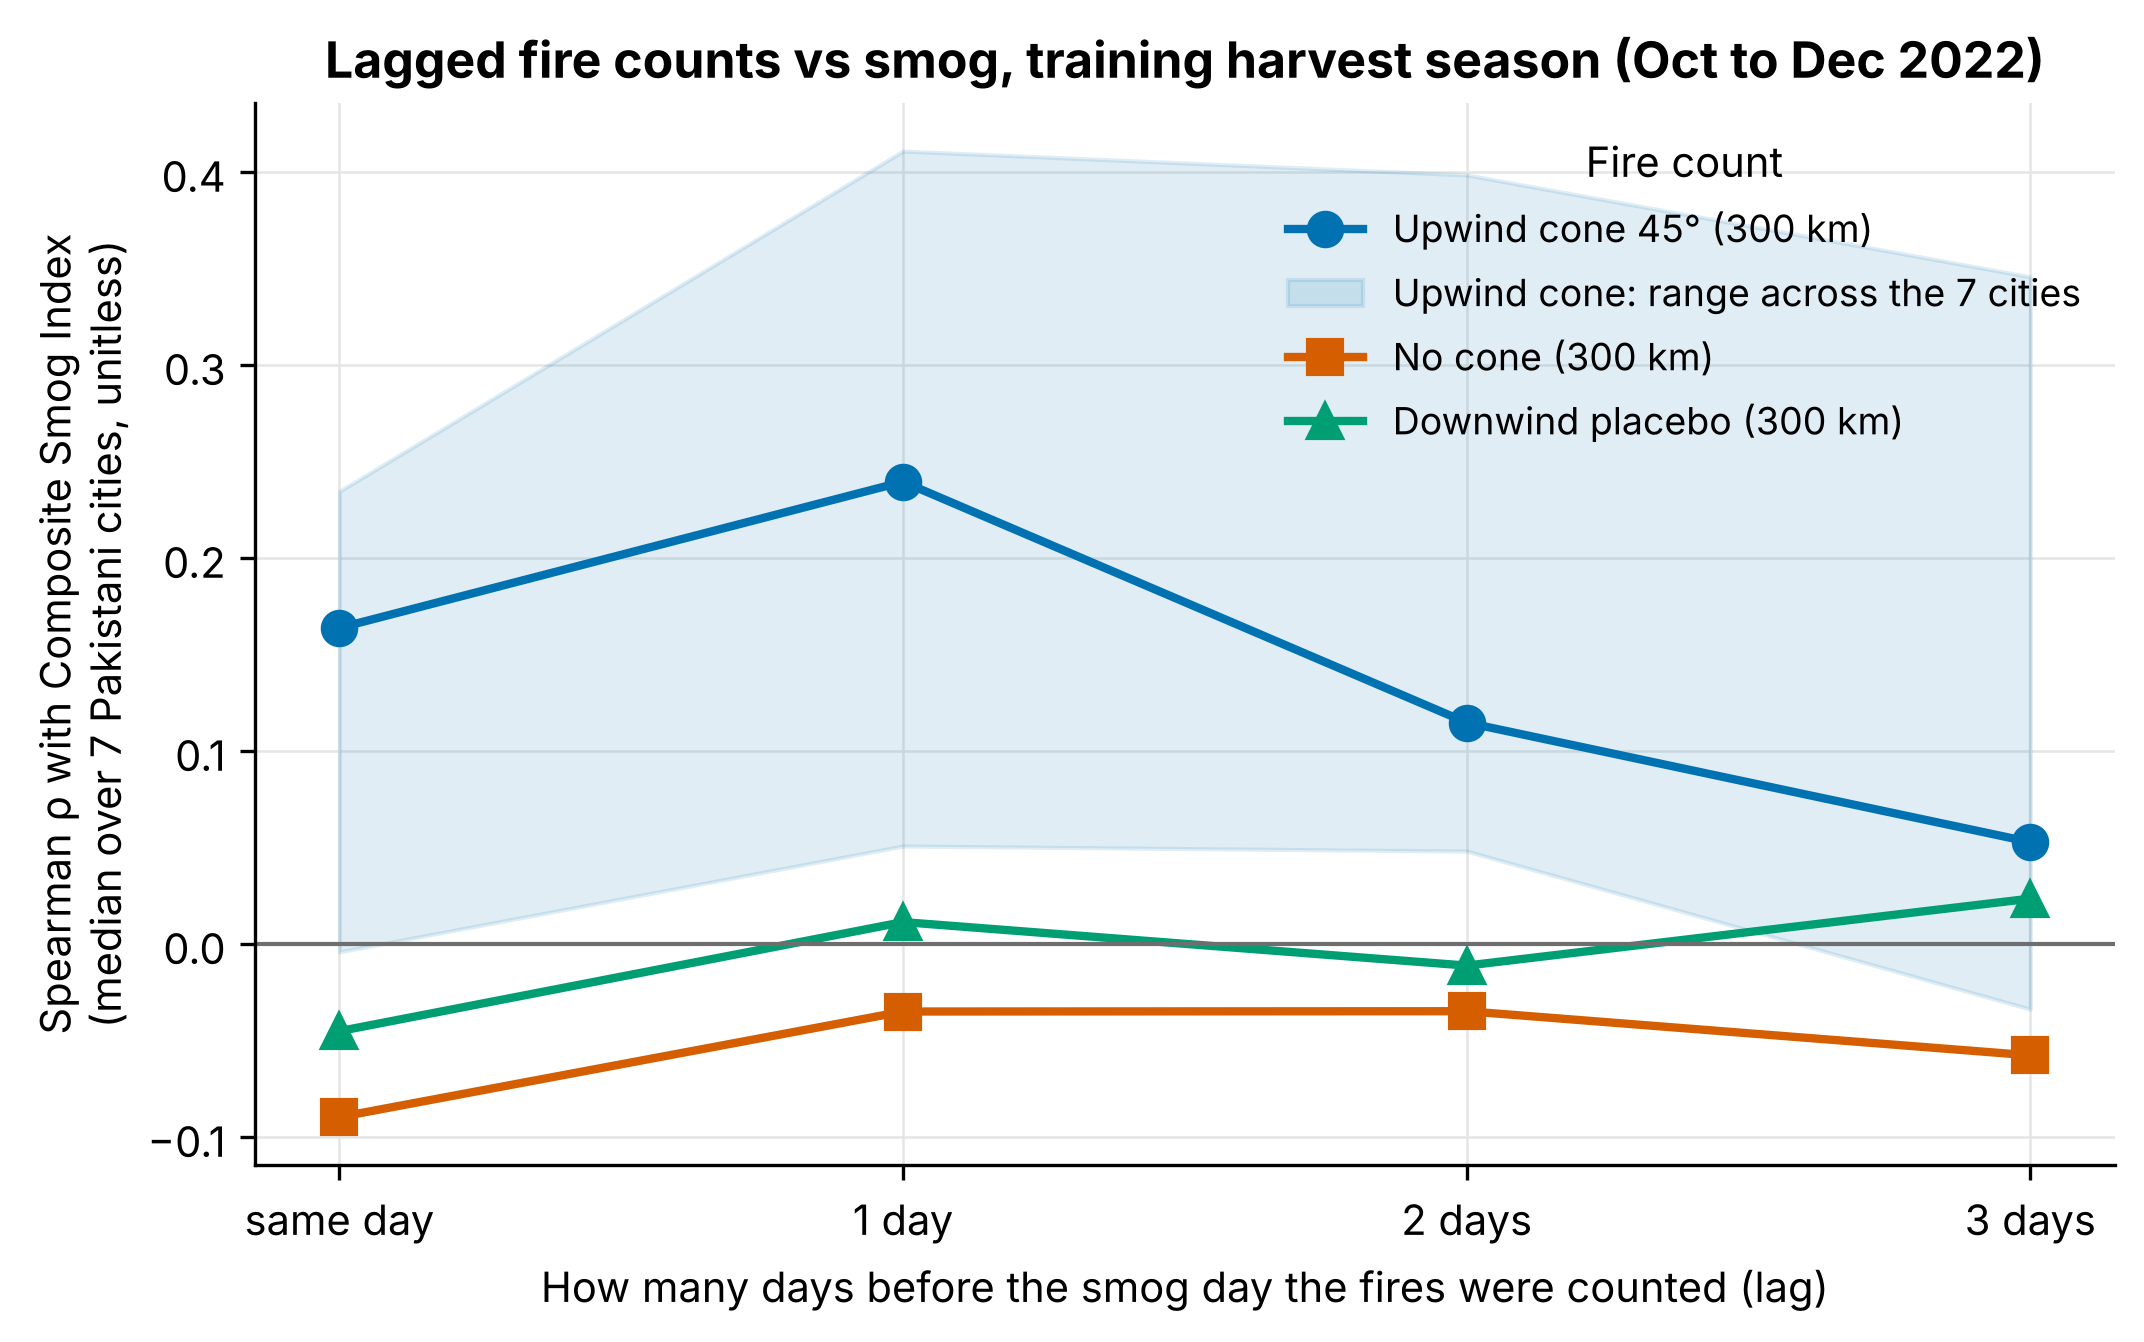 Lagged fire counts vs smog, training harvest season (Oct to Dec 2022)
Spearman ρ with Composite Smog Index
(median over 7 Pakistani cities, unitless)
0.4
0.3
0.2
0.1
0.0
−0.1
Fire count
Upwind cone 45° (300 km)
Upwind cone: range across the 7 cities
No cone (300 km)
Downwind placebo (300 km)
same day
1 day
2 days
3 days
How many days before the smog day the fires were counted (lag)